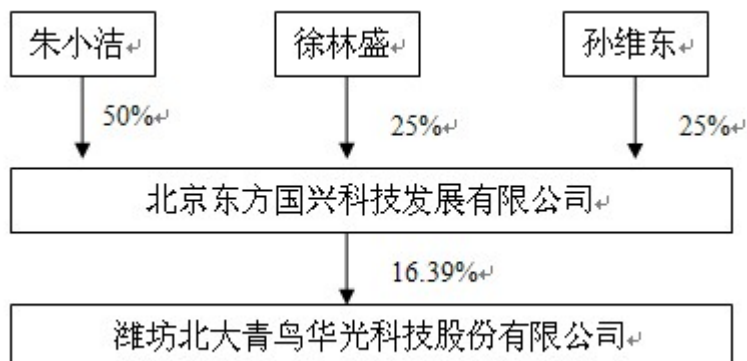 朱小洁 徐林盛 孙维东
50% 25% 25%
北京东方国兴科技发展有限公司
16.39%
潍坊北大青鸟华光科技股份有限公司